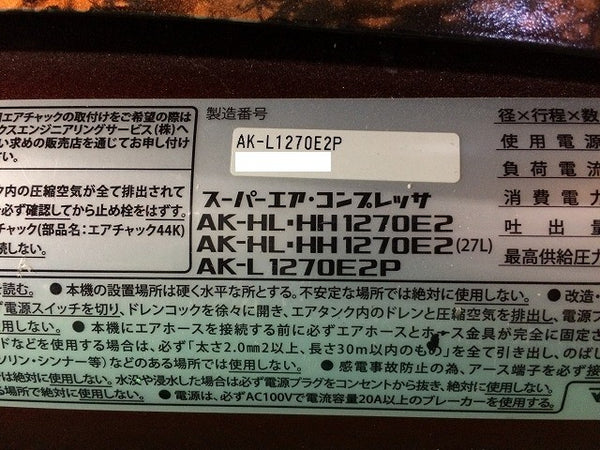 エアチャックの取付けをご希望の際は
クスエンジニアリングサービス(株)へ
い求めの販売店を通じてお申し付け
い。
タンク内の圧縮空気が全て排出されて
を必ず確認してから止め栓をはずす。
チャック(部品名:エアチャック44K)
続しない。
製造番号
AK-L1270E2P
スーパーエア・コンプレッサ
AK-HL・HH1270E2
AK-HL・HH1270E2(27L)
AK-L1270E2P
径×行程×数
使用電源
負荷電流
消費電力
吐出量
最高供給圧力
を読む。 ●本機の設置場所は硬く水平な所とする。不安定な場所では絶対に使用しない。 ●改造・
電源スイッチを切り、ドレンコックを徐々に開き、エアタンク内のドレンと圧縮空気を排出し、電源プ
使用しない。 ●本機にエアホースを接続する前に必ずエアホースとホース金具が完全に固定さ
ドなどを使用する場合は、「太さ2.0mm2以上、長さ30m以内のもの」を全て引き出し、のばし
ソリン・シンナー等)などのある場所では使用しない。 ●感電事故防止の為、アース端子を必ず接
は絶対に使用しない。水没や浸水した場合は必ず電源プラグをコンセントから抜き、絶対に使用しない。
る場所で絶対に使用しない。 ●電源は、必ずAC100Vで電流容量20A以上のブレーカーを使用する。